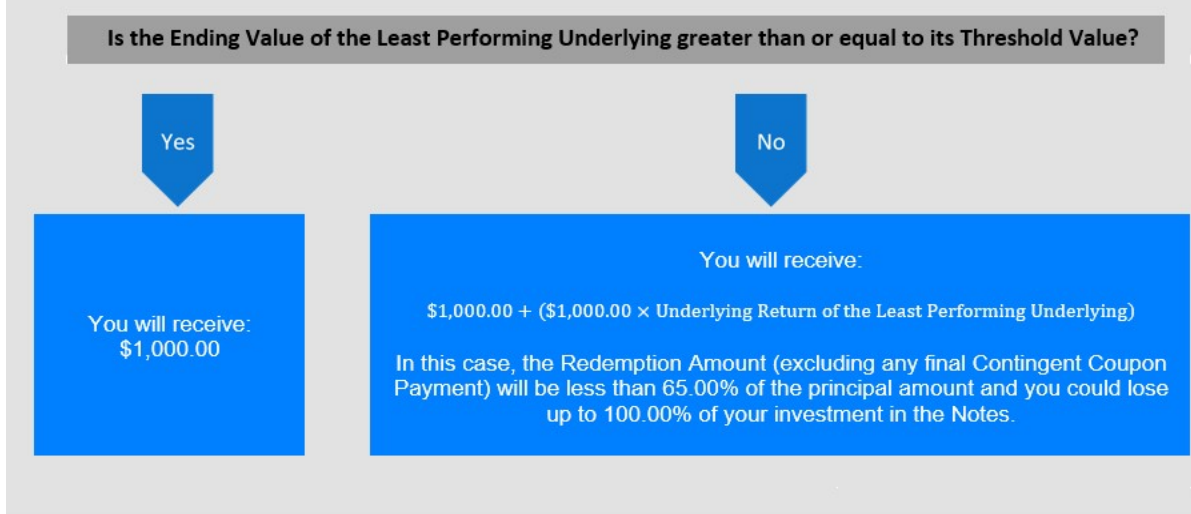 Is the Ending Value of the Least Performing Underlying greater than or equal to its Threshold Value?
Yes
No
You will receive:
$1,000.00
You will receive:
$1,000.00 + ($1,000.00 × Underlying Return of the Least Performing Underlying)
In this case, the Redemption Amount (excluding any final Contingent Coupon
Payment) will be less than 65.00% of the principal amount and you could lose
up to 100.00% of your investment in the Notes.